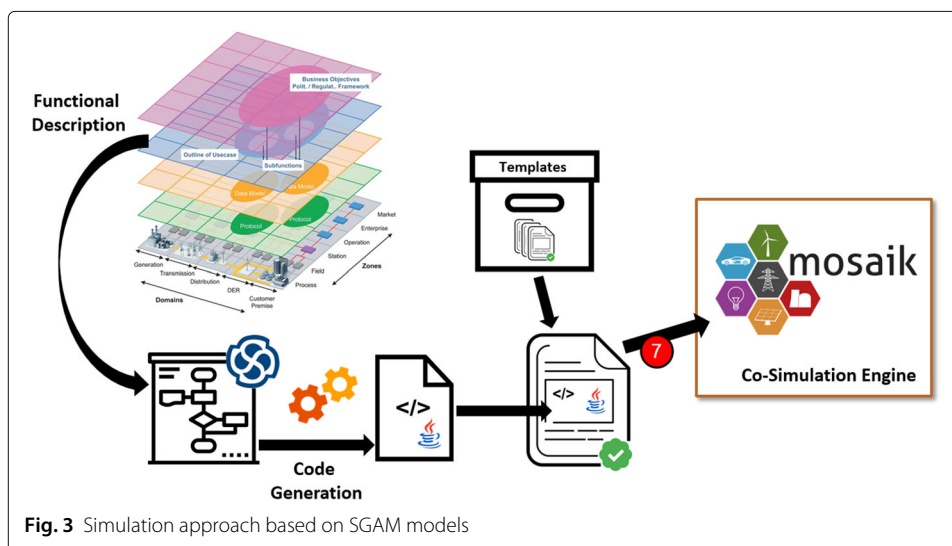 Functional
Description
Business Objectives
Polit. / Regulat.. Framework
Outline of Usecase
Subfunctions
Data Model
Data Model
Protocol
Protocol
Market
Enterprise
Operation
Station
Field
Process
Zones
Generation
Transmission
Distribution
DER
Customer
Premise
Domains
Templates
mosaik
7
Co-Simulation Engine
</>
</>
Code
Generation
Fig. 3 Simulation approach based on SGAM models